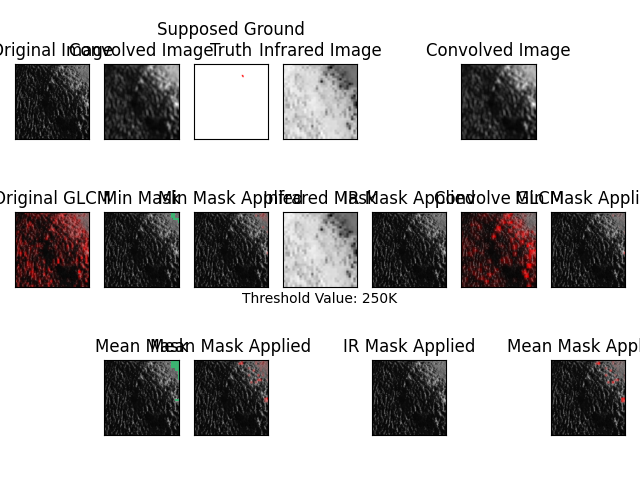 Supposed Ground
Original Image Convolved Image Truth Infrared Image Convolved Image
Original GLCM Min Mask Min Mask Applied Infrared Mask IR Mask Applied Convolve GLCM Min Mask Appli
Threshold Value: 250K
Mean Mask Mean Mask Applied IR Mask Applied Mean Mask Appl